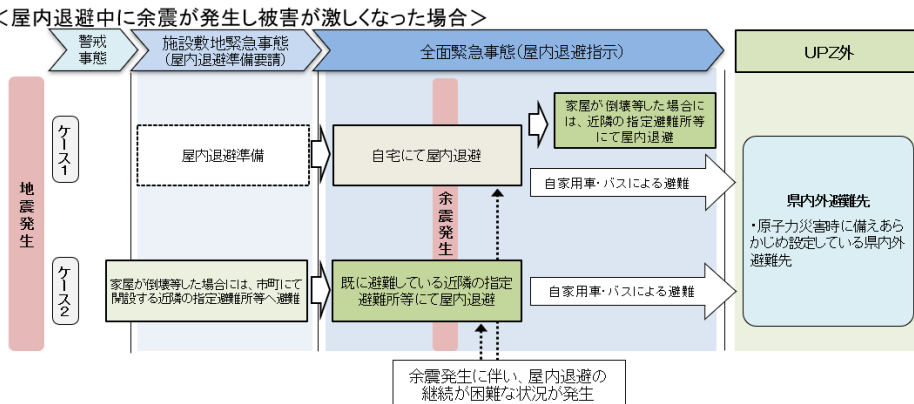 ＜屋内退避中に余震が発生し被害が激しくなった場合＞
警戒
事態
施設敷地緊急事態
(屋内退避準備要請)
全面緊急事態(屋内退避指示)
UPZ外
地震発生
ケース1
屋内退避準備
自宅にて屋内退避
家屋が倒壊等した場合に
は、近隣の指定避難所等
にて屋内退避
自家用車・バスによる避難
余震発生
県内外避難先
・原子力災害時に備えあら
かじめ設定している県内外
避難先
ケース2
家屋が倒壊等した場合には、市町にて
開設する近隣の指定避難所等へ避難
既に避難している近隣の指定
避難所等にて屋内退避
自家用車・バスによる避難
余震発生に伴い、屋内退避の
継続が困難な状況が発生